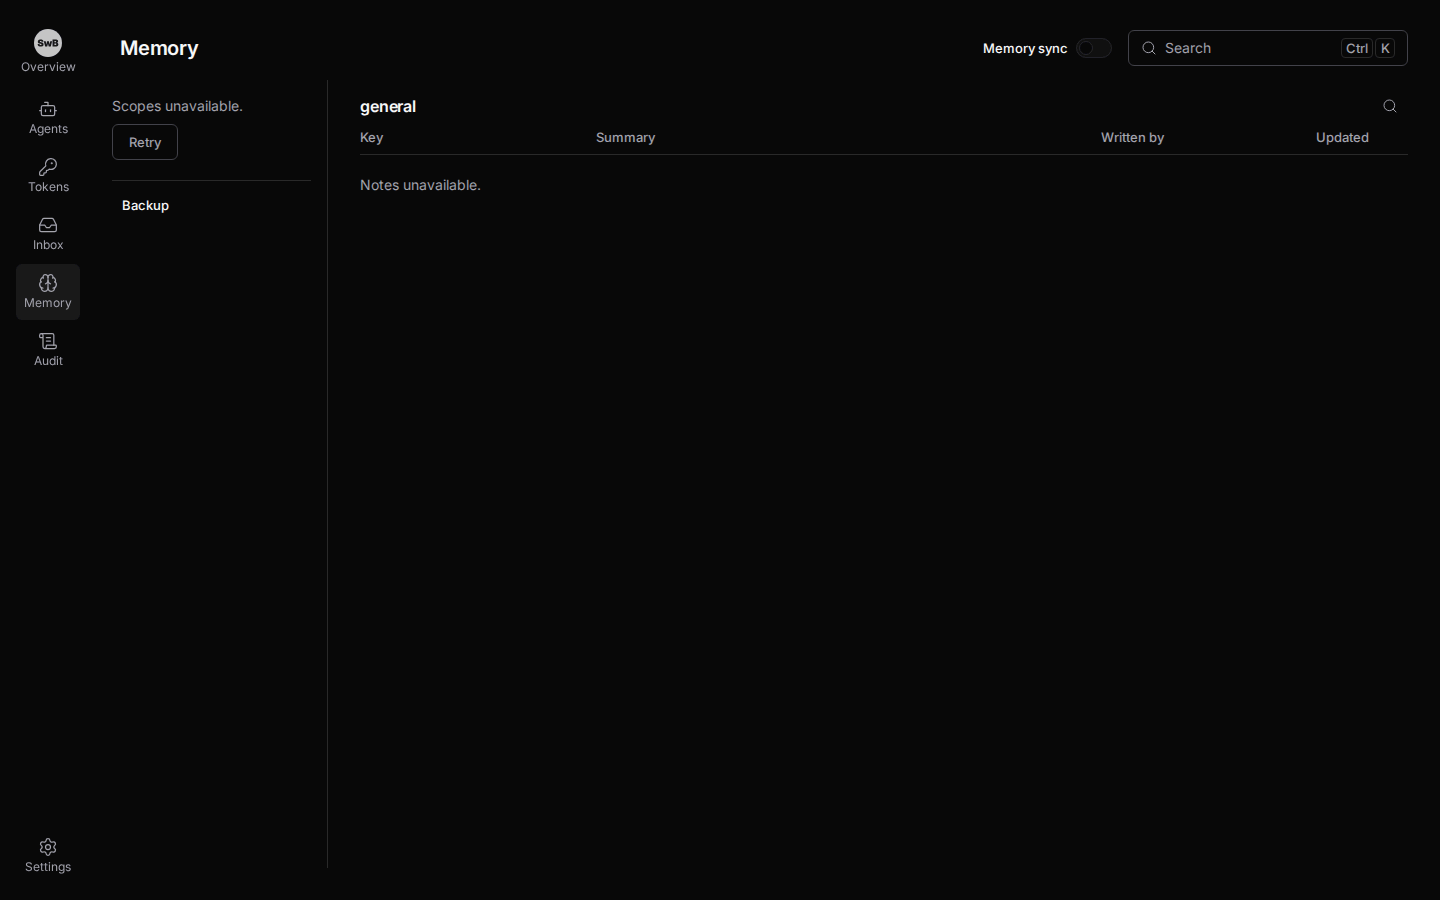 SwB
Overview
Agents
Tokens
Inbox
Memory
Audit
Settings
Memory
Memory sync
Search
Ctrl K
Scopes unavailable.
Retry
Backup
general
Key Summary Written by Updated
Notes unavailable.